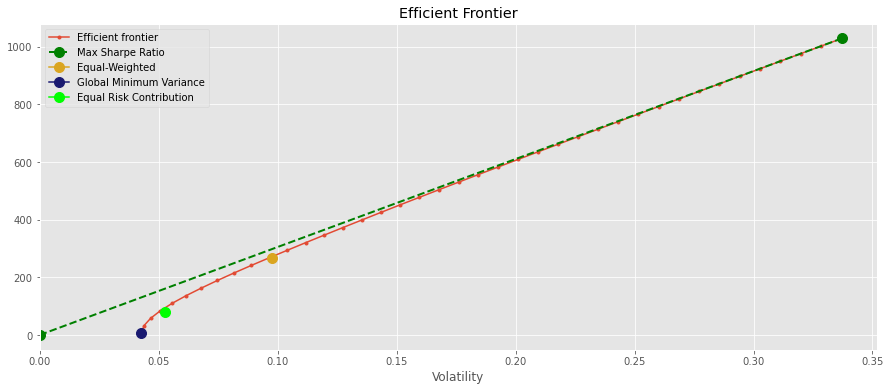 Efficient Frontier
Efficient frontier
Max Sharpe Ratio
Equal-Weighted
Global Minimum Variance
Equal Risk Contribution
1000
800
600
400
200
0
0.00 0.05 0.10 0.15 0.20 0.25 0.30 0.35
Volatility